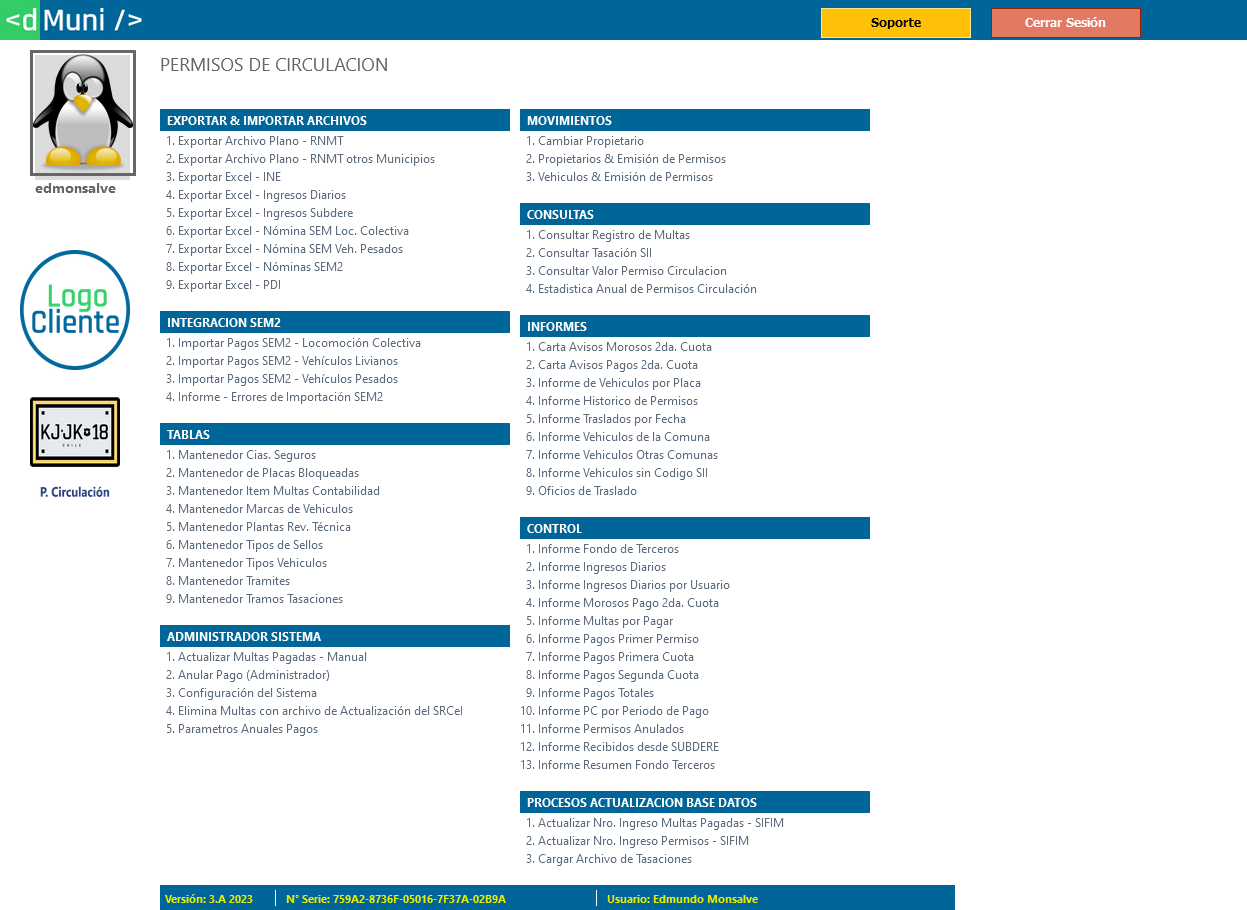 <d Muni />
Soporte
Cerrar Sesión
edmonsalve
Logo
Cliente
KJ·JK 18
CHILE
P. Circulación
PERMISOS DE CIRCULACION
EXPORTAR & IMPORTAR ARCHIVOS
1. Exportar Archivo Plano - RNMT
2. Exportar Archivo Plano - RNMT otros Municipios
3. Exportar Excel - INE
4. Exportar Excel - Ingresos Diarios
5. Exportar Excel - Ingresos Subdere
6. Exportar Excel - Nómina SEM Loc. Colectiva
7. Exportar Excel - Nómina SEM Veh. Pesados
8. Exportar Excel - Nóminas SEM2
9. Exportar Excel - PDI
INTEGRACION SEM2
1. Importar Pagos SEM2 - Locomoción Colectiva
2. Importar Pagos SEM2 - Vehículos Livianos
3. Importar Pagos SEM2 - Vehículos Pesados
4. Informe - Errores de Importación SEM2
TABLAS
1. Mantenedor Cias. Seguros
2. Mantenedor de Placas Bloqueadas
3. Mantenedor Item Multas Contabilidad
4. Mantenedor Marcas de Vehiculos
5. Mantenedor Plantas Rev. Técnica
6. Mantenedor Tipos de Sellos
7. Mantenedor Tipos Vehiculos
8. Mantenedor Tramites
9. Mantenedor Tramos Tasaciones
ADMINISTRADOR SISTEMA
1. Actualizar Multas Pagadas - Manual
2. Anular Pago (Administrador)
3. Configuración del Sistema
4. Elimina Multas con archivo de Actualización del SRCeI
5. Parametros Anuales Pagos
MOVIMIENTOS
1. Cambiar Propietario
2. Propietarios & Emisión de Permisos
3. Vehiculos & Emisión de Permisos
CONSULTAS
1. Consultar Registro de Multas
2. Consultar Tasación SII
3. Consultar Valor Permiso Circulacion
4. Estadistica Anual de Permisos Circulación
INFORMES
1. Carta Avisos Morosos 2da. Cuota
2. Carta Avisos Pagos 2da. Cuota
3. Informe de Vehiculos por Placa
4. Informe Historico de Permisos
5. Informe Traslados por Fecha
6. Informe Vehiculos de la Comuna
7. Informe Vehiculos Otras Comunas
8. Informe Vehiculos sin Codigo SII
9. Oficios de Traslado
CONTROL
1. Informe Fondo de Terceros
2. Informe Ingresos Diarios
3. Informe Ingresos Diarios por Usuario
4. Informe Morosos Pago 2da. Cuota
5. Informe Multas por Pagar
6. Informe Pagos Primer Permiso
7. Informe Pagos Primera Cuota
8. Informe Pagos Segunda Cuota
9. Informe Pagos Totales
10. Informe PC por Periodo de Pago
11. Informe Permisos Anulados
12. Informe Recibidos desde SUBDERE
13. Informe Resumen Fondo Terceros
PROCESOS ACTUALIZACION BASE DATOS
1. Actualizar Nro. Ingreso Multas Pagadas - SIFIM
2. Actualizar Nro. Ingreso Permisos - SIFIM
3. Cargar Archivo de Tasaciones
Versión: 3.A 2023
N° Serie: 759A2-8736F-05016-7F37A-02B9A
Usuario: Edmundo Monsalve